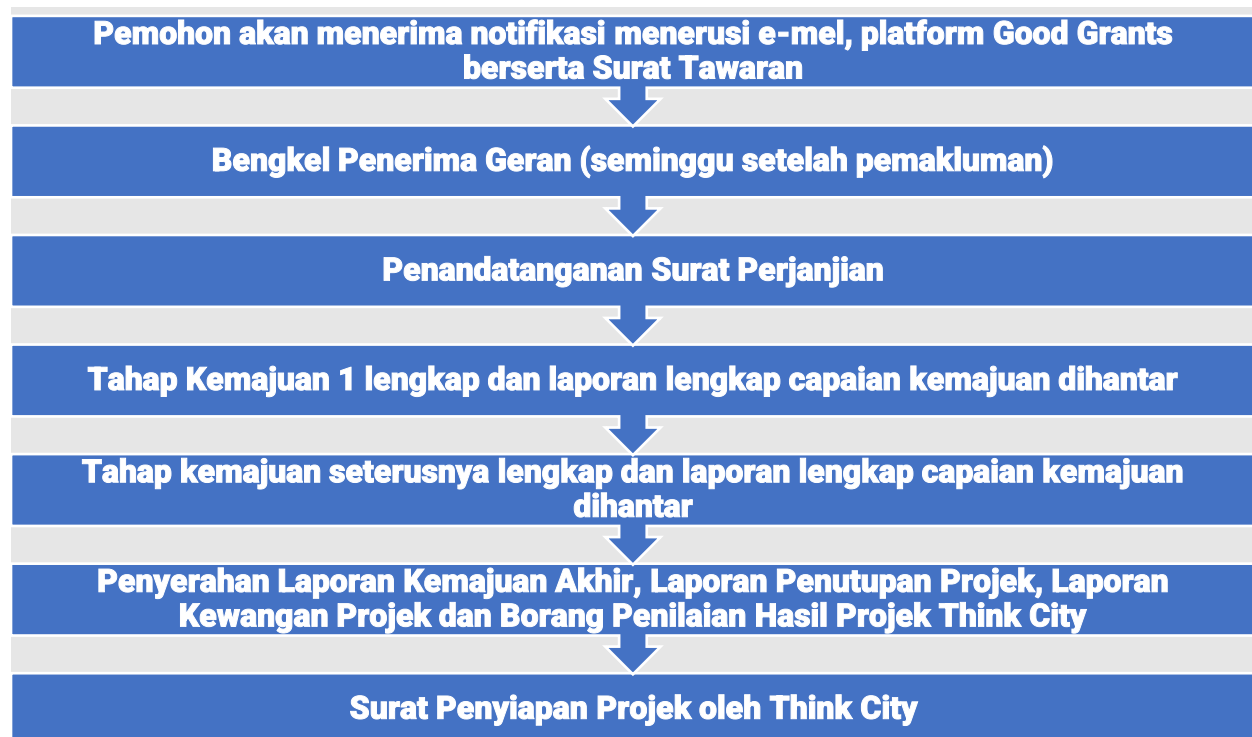 Pemohon akan menerima notifikasi menerusi e-mel, platform Good Grants
berserta Surat Tawaran
Bengkel Penerima Geran (seminggu setelah pemakluman)
Penandatanganan Surat Perjanjian
Tahap Kemajuan 1 lengkap dan laporan lengkap capaian kemajuan dihantar
Tahap kemajuan seterusnya lengkap dan laporan lengkap capaian kemajuan
dihantar
Penyerahan Laporan Kemajuan Akhir, Laporan Penutupan Projek, Laporan
Kewangan Projek dan Borang Penilaian Hasil Projek Think City
Surat Penyiapan Projek oleh Think City